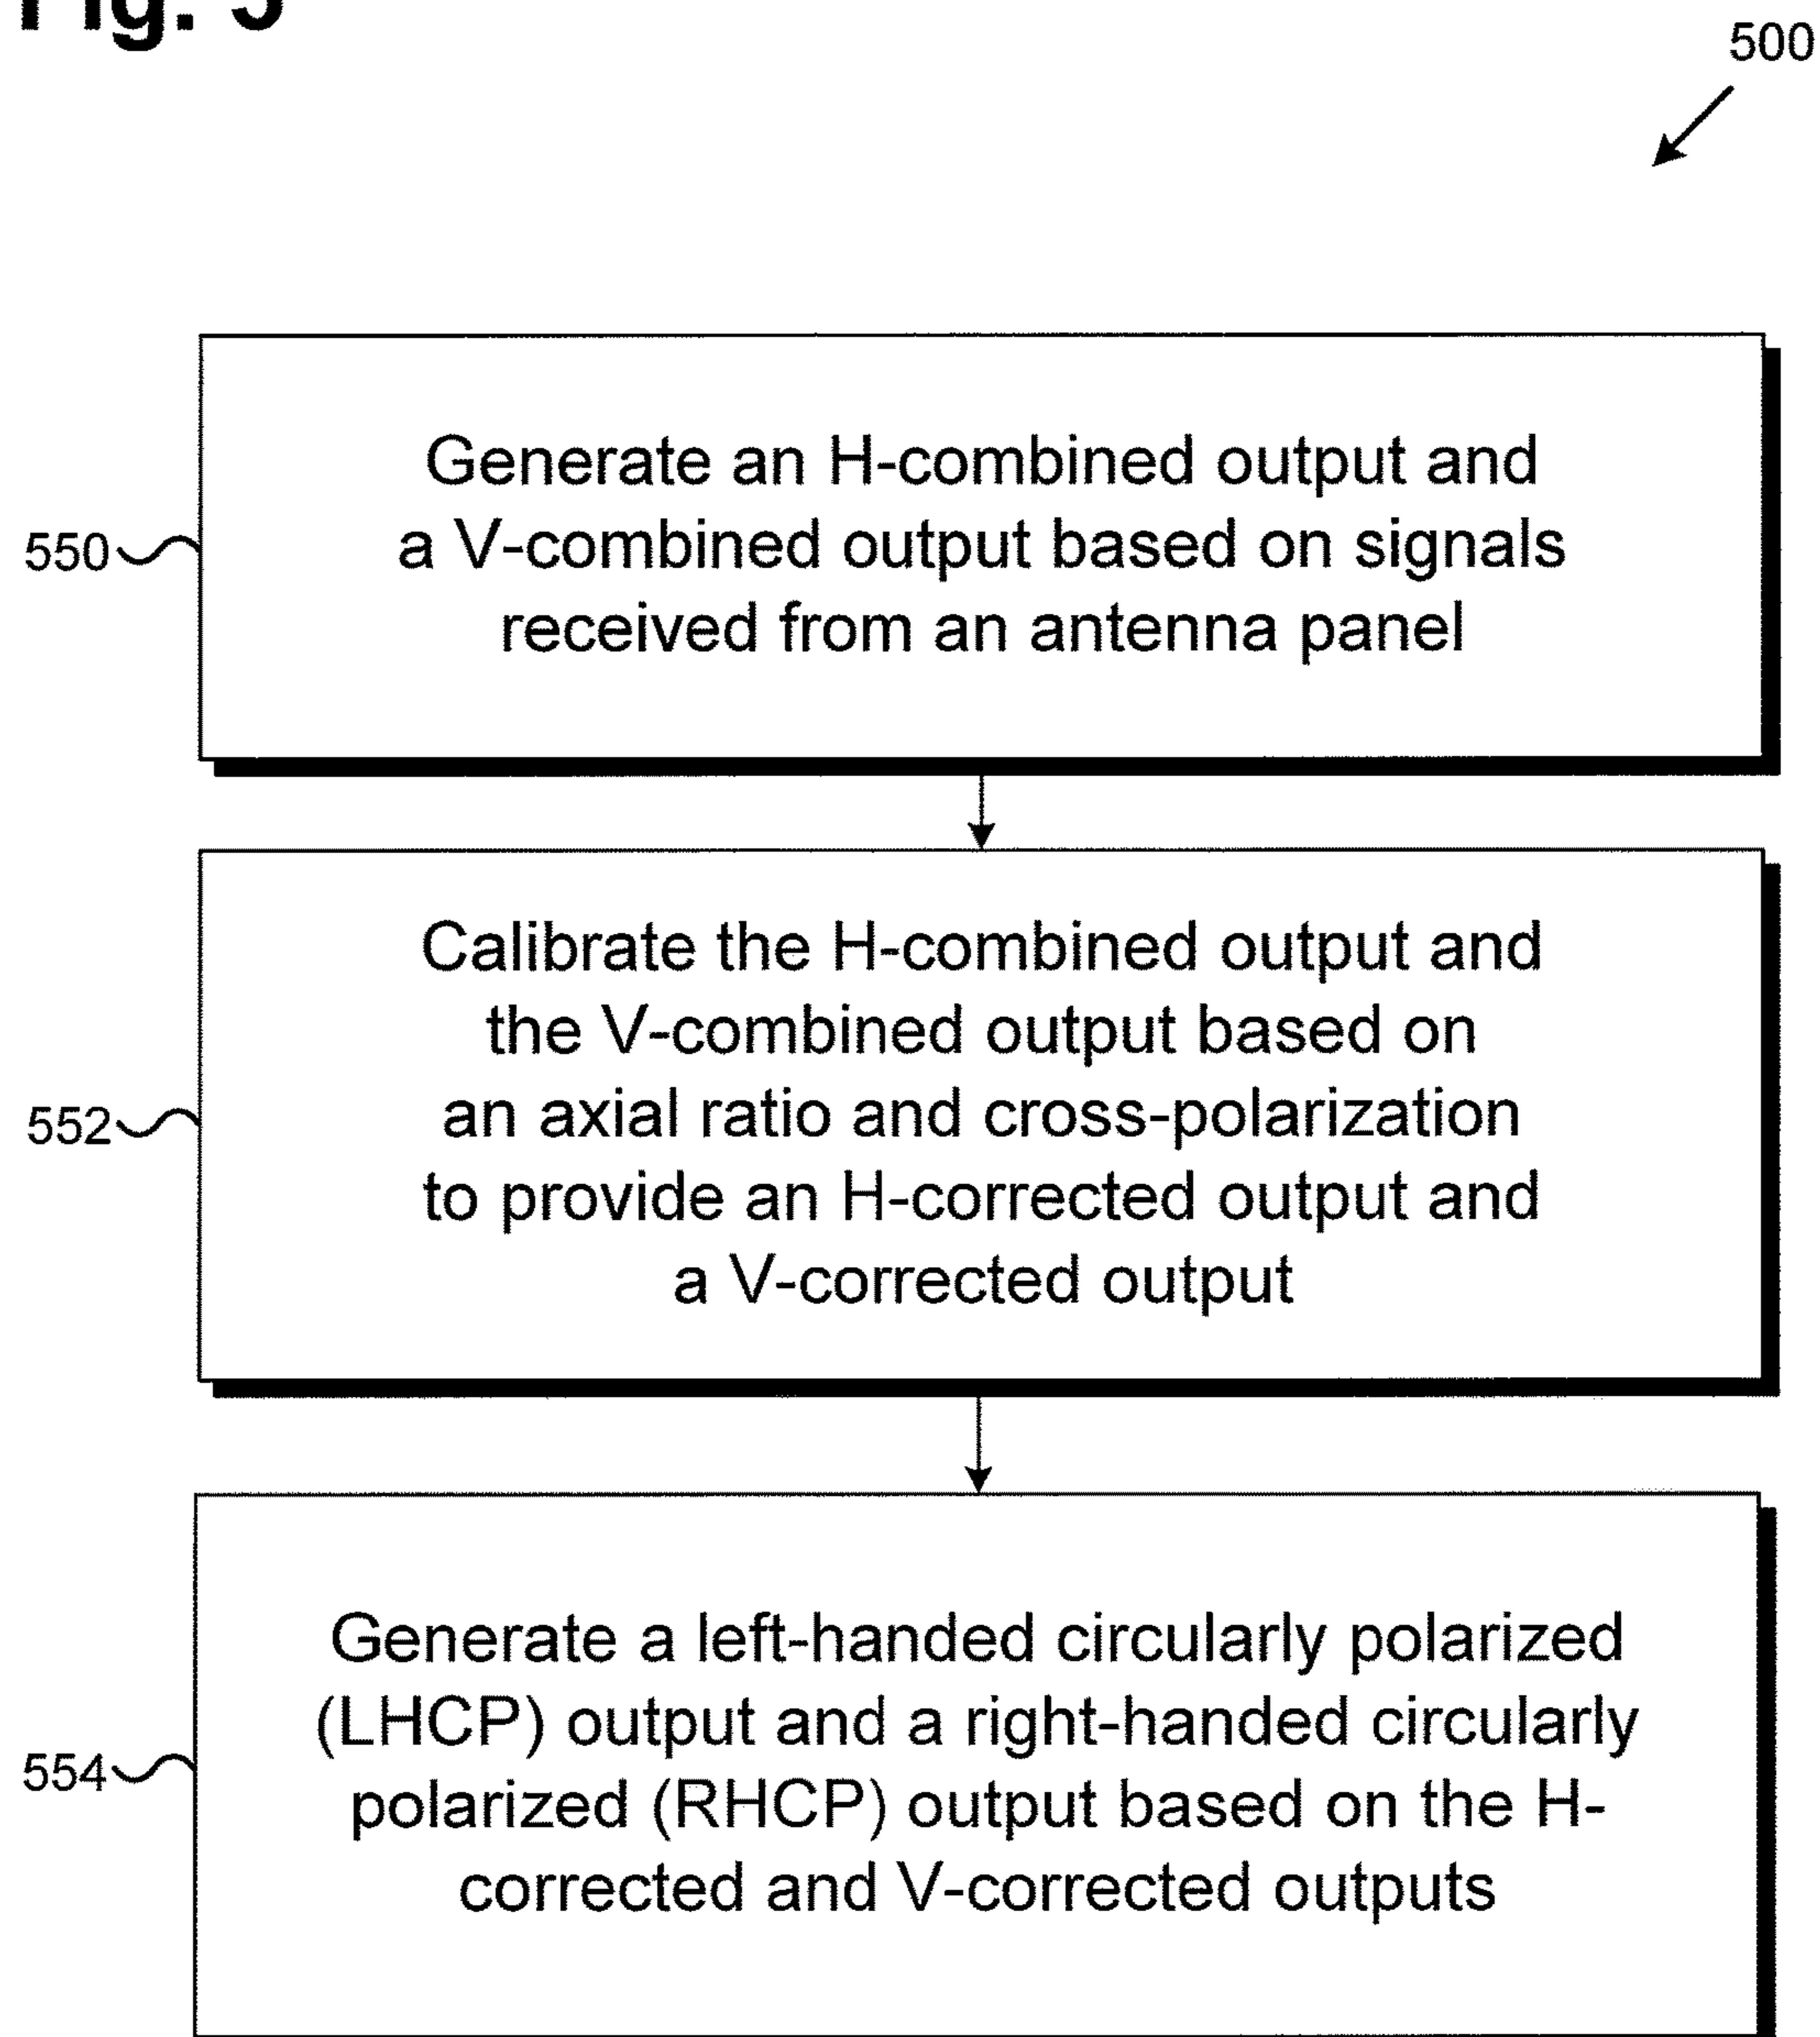 Fig. 5
500
550
Generate an H-combined output and
a V-combined output based on signals
received from an antenna panel
552
Calibrate the H-combined output and
the V-combined output based on
an axial ratio and cross-polarization
to provide an H-corrected output and
a V-corrected output
554
Generate a left-handed circularly polarized
(LHCP) output and a right-handed circularly
polarized (RHCP) output based on the H-
corrected and V-corrected outputs